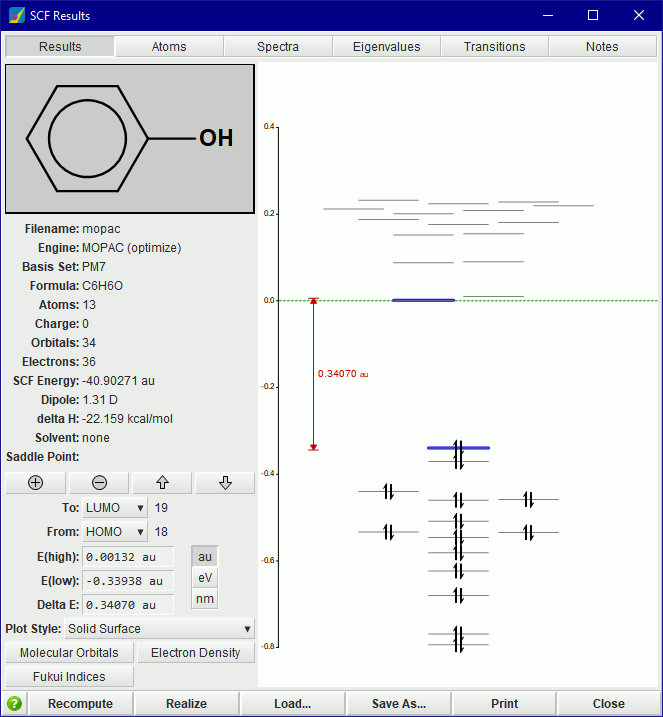 SCF Results
Results Atoms Spectra Eigenvalues Transitions Notes
OH
Filename: mopac
Engine: MOPAC (optimize)
Basis Set: PM7
Formula: C6H6O
Atoms: 13
Charge: 0
Orbitals: 34
Electrons: 36
SCF Energy: -40.90271 au
Dipole: 1.31 D
delta H: -22.159 kcal/mol
Solvent: none
Saddle Point:
To: LUMO 19
From: HOMO 18
E(high): 0.00132 au
E(low): -0.33938 au
Delta E: 0.34070 au
au
eV
nm
Plot Style: Solid Surface
Molecular Orbitals Electron Density
Fukui Indices
0.4
0.2
0.0
-0.2
-0.4
-0.6
-0.8
0.34070 au
? Recompute Realize Load... Save As... Print Close